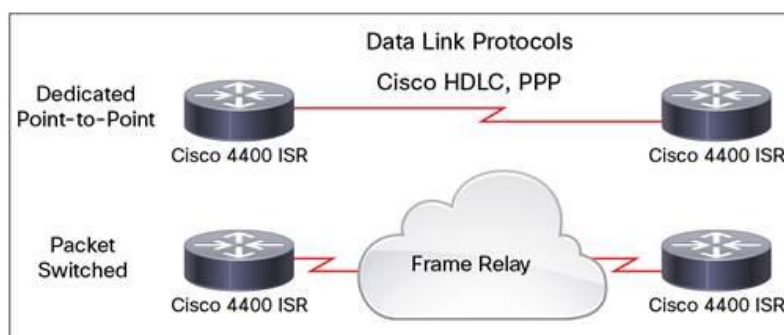 Data Link Protocols
Cisco HDLC, PPP
Dedicated
Point-to-Point
Cisco 4400 ISR
Cisco 4400 ISR
Packet
Switched
Frame Relay
Cisco 4400 ISR
Cisco 4400 ISR